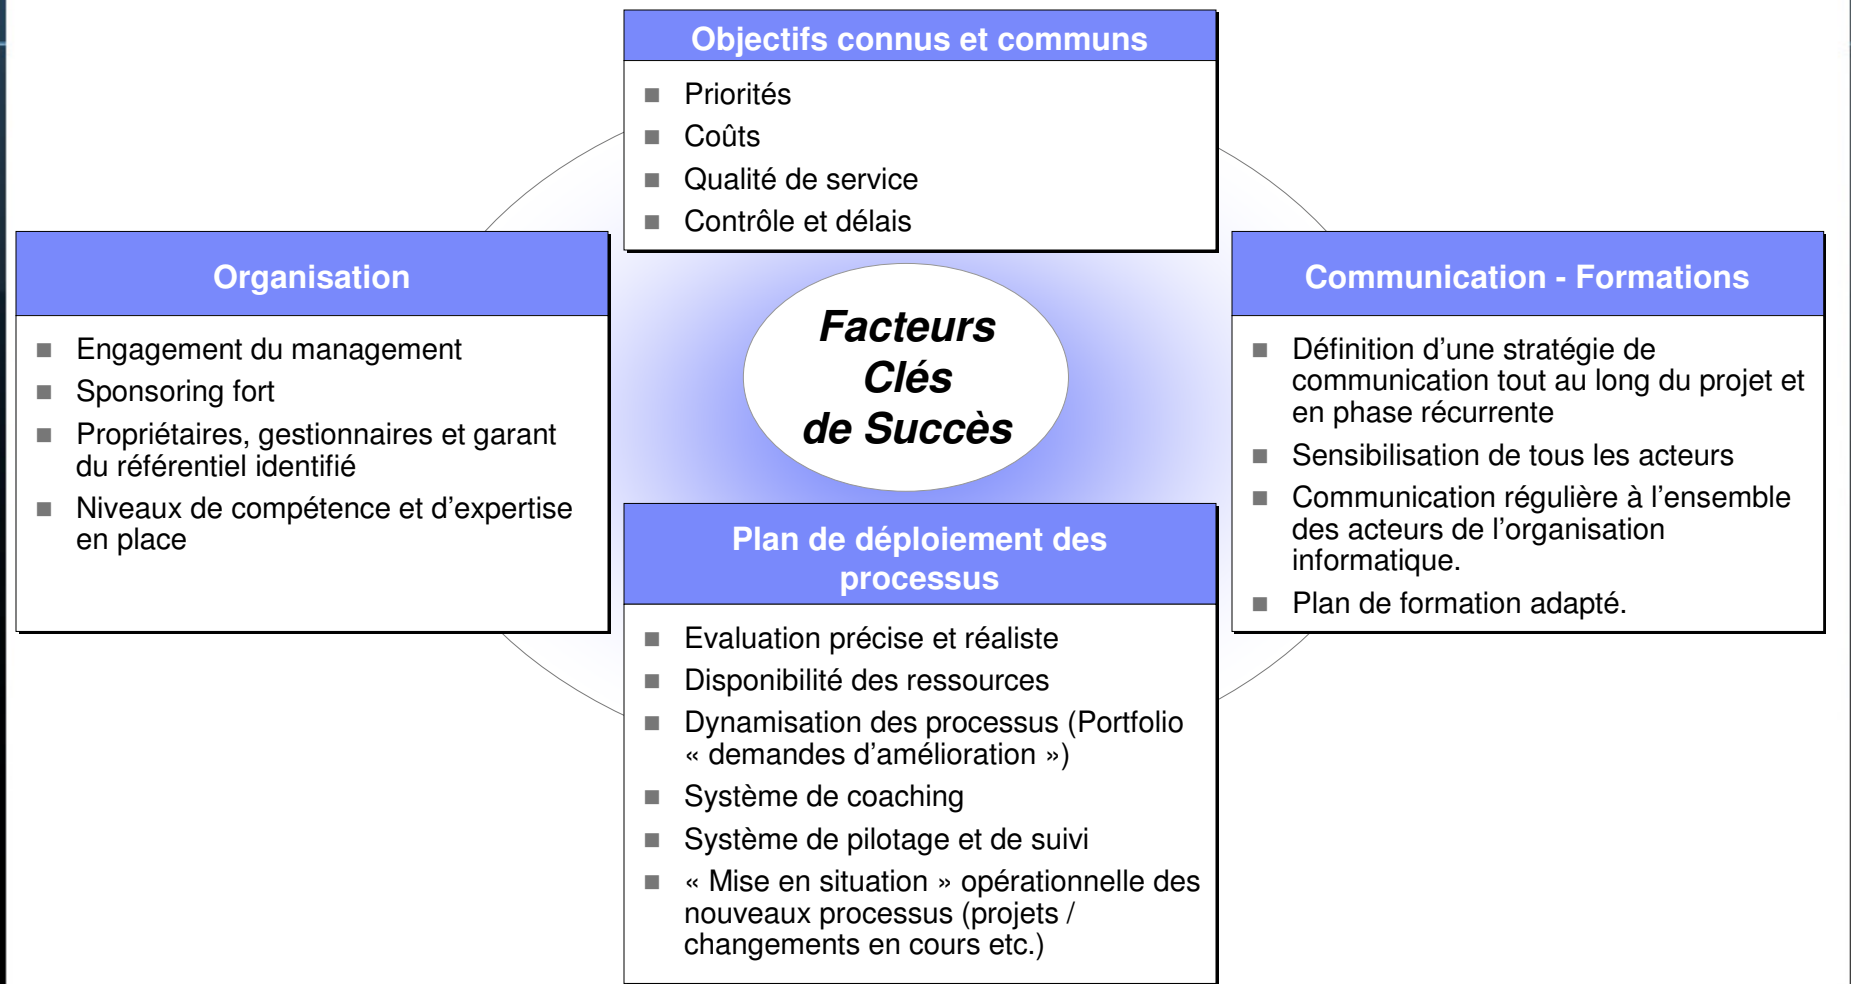 Objectifs connus et communs
Priorités
Coûts
Qualité de service
Contrôle et délais
Organisation
Engagement du management
Sponsoring fort
Propriétaires, gestionnaires et garant
du référentiel identifié
Niveaux de compétence et d'expertise
en place
Facteurs
Clés
de Succès
Communication - Formations
Définition d’une stratégie de
communication tout au long du projet et
en phase récurrente
Sensibilisation de tous les acteurs
Communication régulière à l’ensemble
des acteurs de l’organisation
informatique.
Plan de formation adapté.
Plan de déploiement des
processus
Evaluation précise et réaliste
Disponibilité des ressources
Dynamisation des processus (Portfolio
« demandes d’amélioration »)
Système de coaching
Système de pilotage et de suivi
« Mise en situation » opérationnelle des
nouveaux processus (projets /
changements en cours etc.)